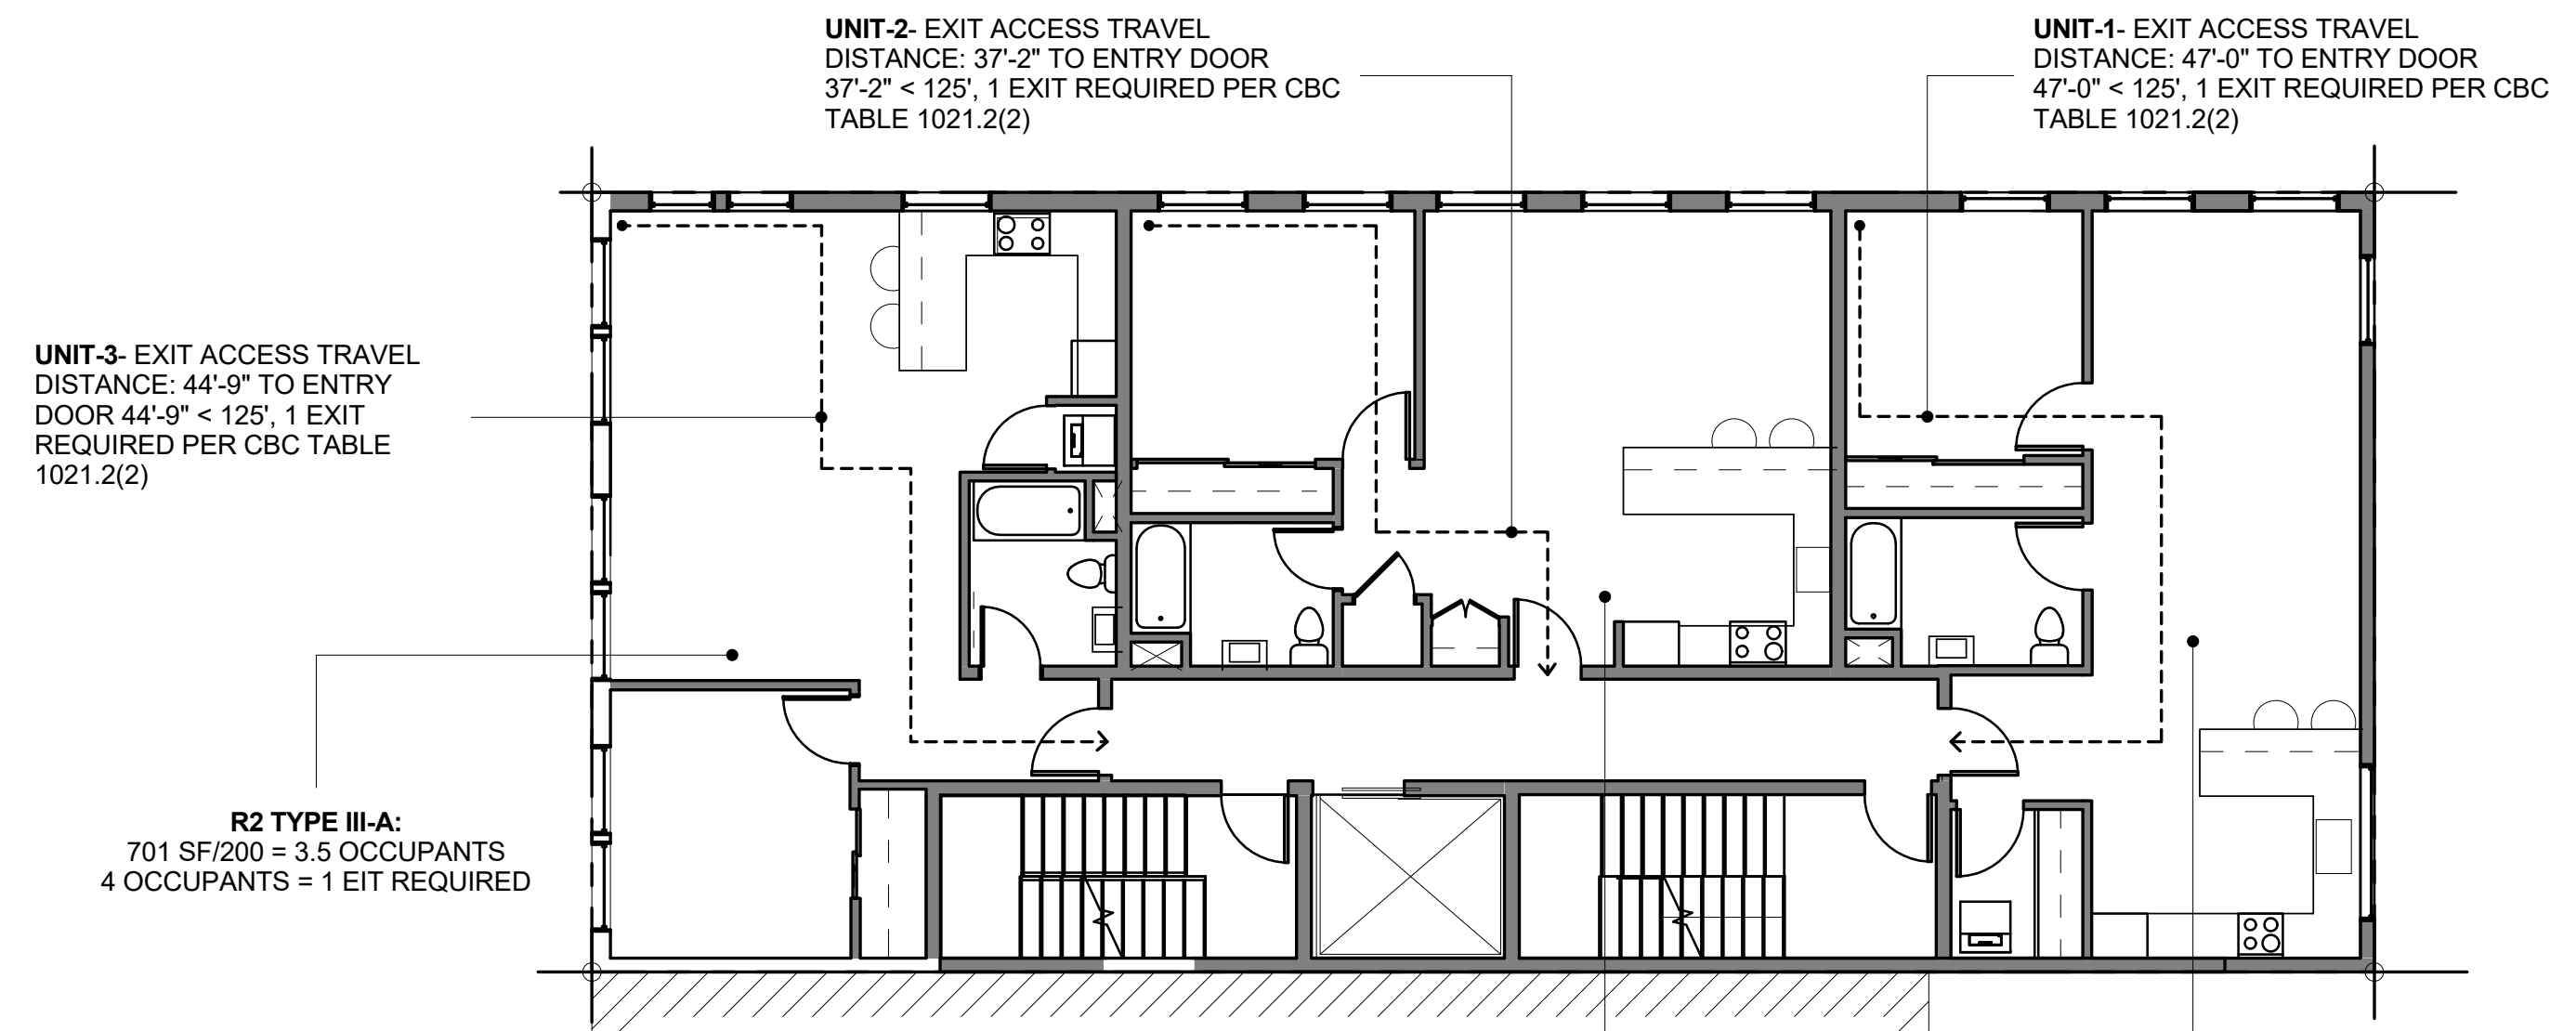 UNIT-2- EXIT ACCESS TRAVEL
DISTANCE: 37'-2" TO ENTRY DOOR
37'-2" < 125', 1 EXIT REQUIRED PER CBC
TABLE 1021.2(2)
UNIT-1- EXIT ACCESS TRAVEL
DISTANCE: 47'-0" TO ENTRY DOOR
47'-0" < 125', 1 EXIT REQUIRED PER CBC
TABLE 1021.2(2)
UNIT-3- EXIT ACCESS TRAVEL
DISTANCE: 44'-9" TO ENTRY
DOOR 44'-9" < 125', 1 EXIT
REQUIRED PER CBC TABLE
1021.2(2)
R2 TYPE III-A:
701 SF/200 = 3.5 OCCUPANTS
4 OCCUPANTS = 1 EIT REQUIRED